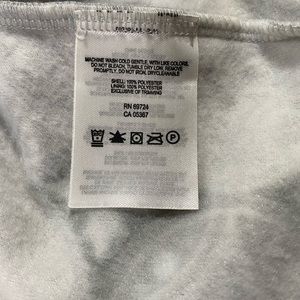 MACHINE WASH COLD GENTLE, WITH LIKE COLORS.
DO NOT BLEACH, TUMBLE DRY LOW, REMOVE
PROMPTLY, DO NOT IRON, DRYCLEANABLE
SHELL: 100% POLYESTER
LINING: 100% POLYESTER
EXCLUSIVE OF TRIMMING
RN 69724
CA 05367